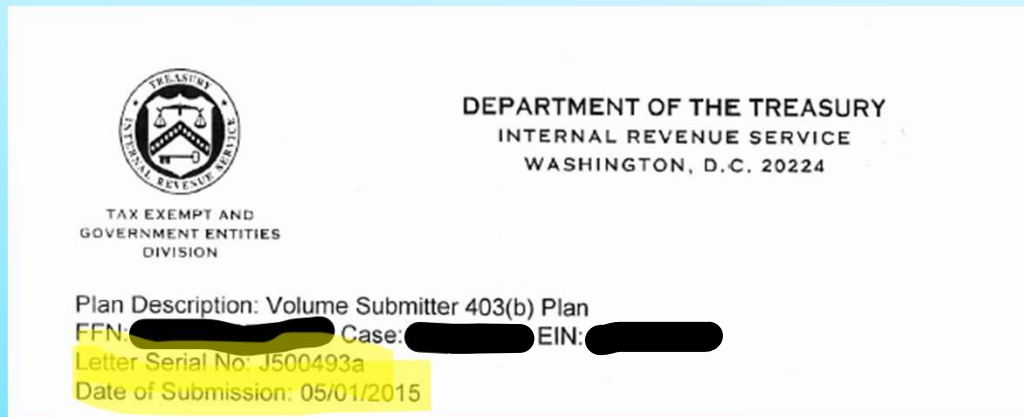 TREASURY
INTERNAL REVENUE SERVICE
DEPARTMENT OF THE TREASURY
INTERNAL REVENUE SERVICE
WASHINGTON, D.C. 20224
TAX EXEMPT AND
GOVERNMENT ENTITIES
DIVISION
Plan Description: Volume Submitter 403(b) Plan
FFN: Case: EIN:
Letter Serial No: J500493a
Date of Submission: 05/01/2015